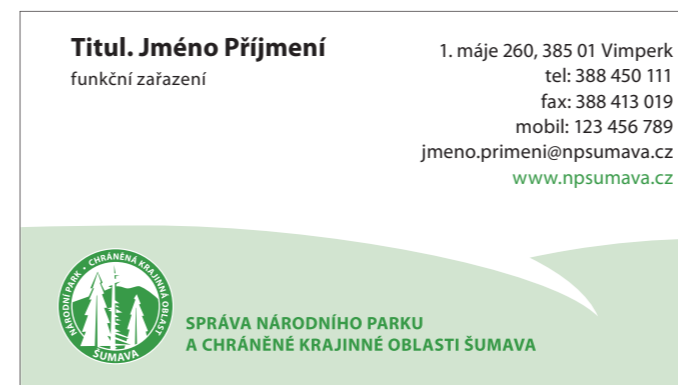 Titul. Jméno Příjmení
funkční zařazení
1. máje 260, 385 01 Vimperk
tel: 388 450 111
fax: 388 413 019
mobil: 123 456 789
jmeno.primeni@npsumava.cz
www.npsumava.cz
NÁRODNÍ PARK • CHRÁNĚNÁ KRAJINNÁ OBLAST
ŠUMAVA
SPRÁVA NÁRODNÍHO PARKU
A CHRÁNĚNÉ KRAJINNÉ OBLASTI ŠUMAVA